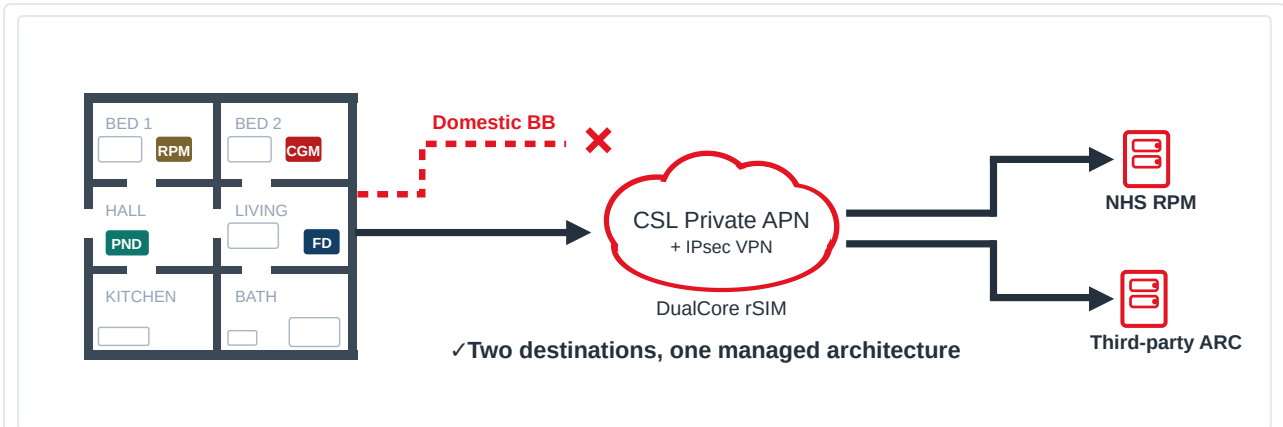 BED 1
BED 2
RPM
CGM
HALL
LIVING
PND
FD
KITCHEN
BATH
Domestic BB
CSL Private APN
+ IPsec VPN
DualCore rSIM
✓Two destinations, one managed architecture
NHS RPM
Third-party ARC